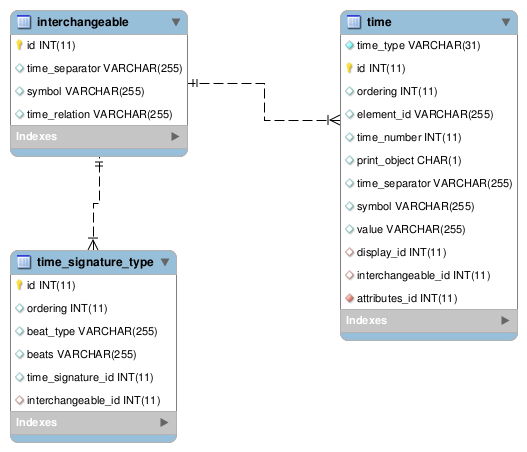 interchangeable
id INT(11)
time_separator VARCHAR(255)
symbol VARCHAR(255)
time_relation VARCHAR(255)
Indexes
time
time_type VARCHAR(31)
id INT(11)
ordering INT(11)
element_id VARCHAR(255)
time_number INT(11)
print_object CHAR(1)
time_separator VARCHAR(255)
symbol VARCHAR(255)
value VARCHAR(255)
display_id INT(11)
interchangeable_id INT(11)
attributes_id INT(11)
Indexes
time_signature_type
id INT(11)
ordering INT(11)
beat_type VARCHAR(255)
beats VARCHAR(255)
time_signature_id INT(11)
interchangeable_id INT(11)
Indexes